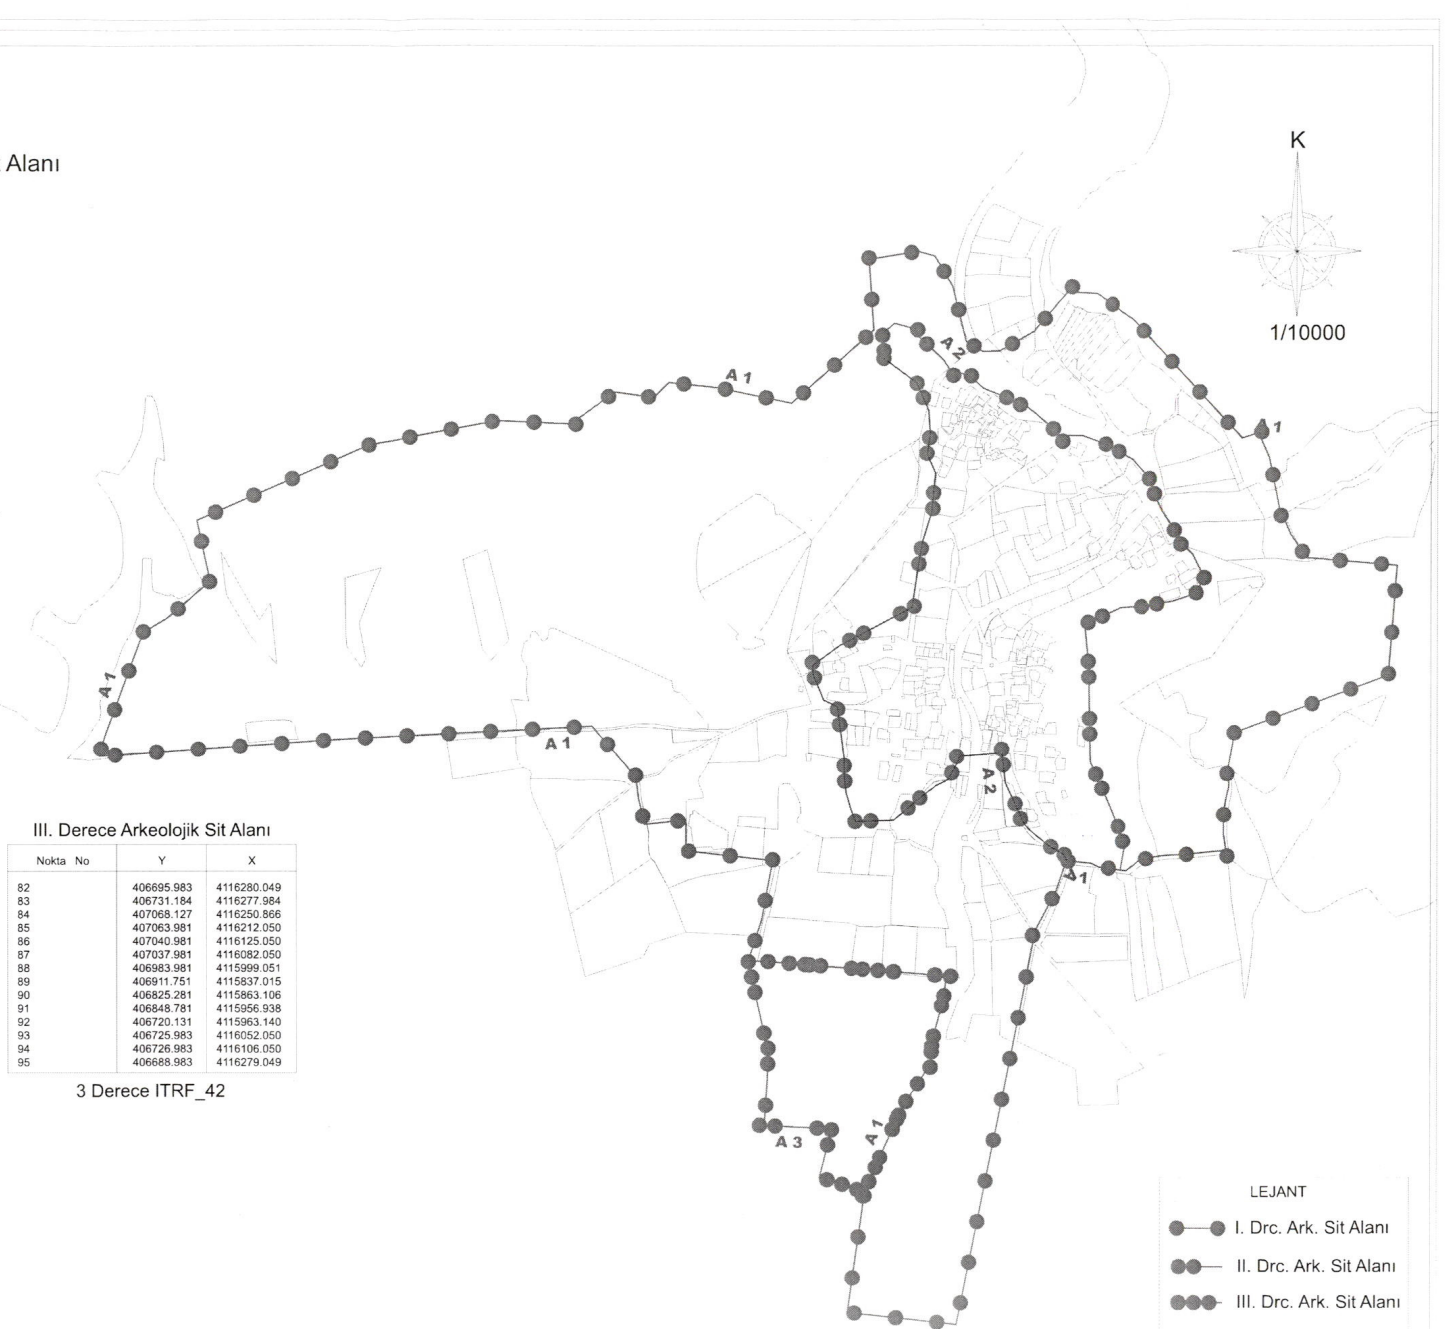 Alanı
K
1/10000
A 1
A 2
A 1
A 1
A 1
A 2
A 1
A 3
A 1
III. Derece Arkeolojik Sit Alanı
Nokta No Y X
82 406695.983 4116280.049
83 406731.184 4116277.984
84 407068.127 4116250.866
85 407063.981 4116212.050
86 407040.981 4116125.050
87 407037.981 4116082.050
88 406983.981 4115999.051
89 406911.751 4115837.015
90 406825.281 4115863.106
91 406848.781 4115956.938
92 406720.131 4115963.140
93 406725.983 4116052.050
94 406726.983 4116106.050
95 406688.983 4116279.049
3 Derece ITRF_42
LEJANT
I. Drc. Ark. Sit Alanı
II. Drc. Ark. Sit Alanı
III. Drc. Ark. Sit Alanı